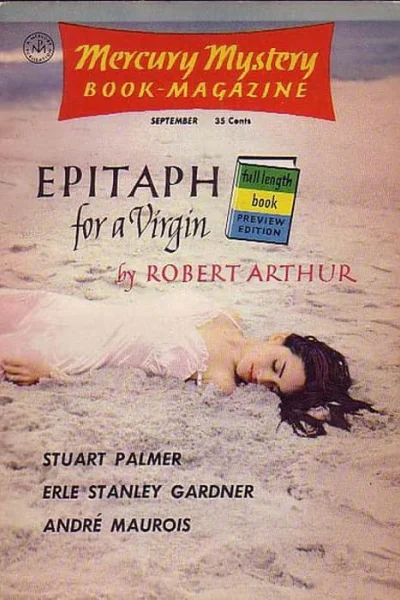 Mercury Mystery
BOOK-MAGAZINE
SEPTEMBER 35 Cents
EPITAPH
for a Virgin
full length
book
PREVIEW
EDITION
by ROBERT ARTHUR
STUART PALMER
ERLE STANLEY GARDNER
ANDRÉ MAUROIS